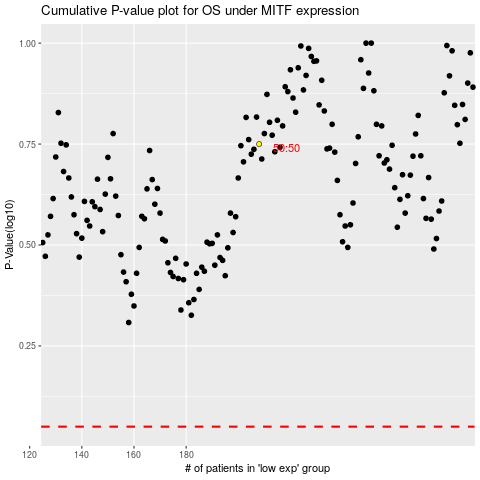 Cumulative P-value plot for OS under MITF expression
P-Value(log10)
1.00
0.75
0.50
0.25
50:50
120 140 160 180
# of patients in 'low exp' group